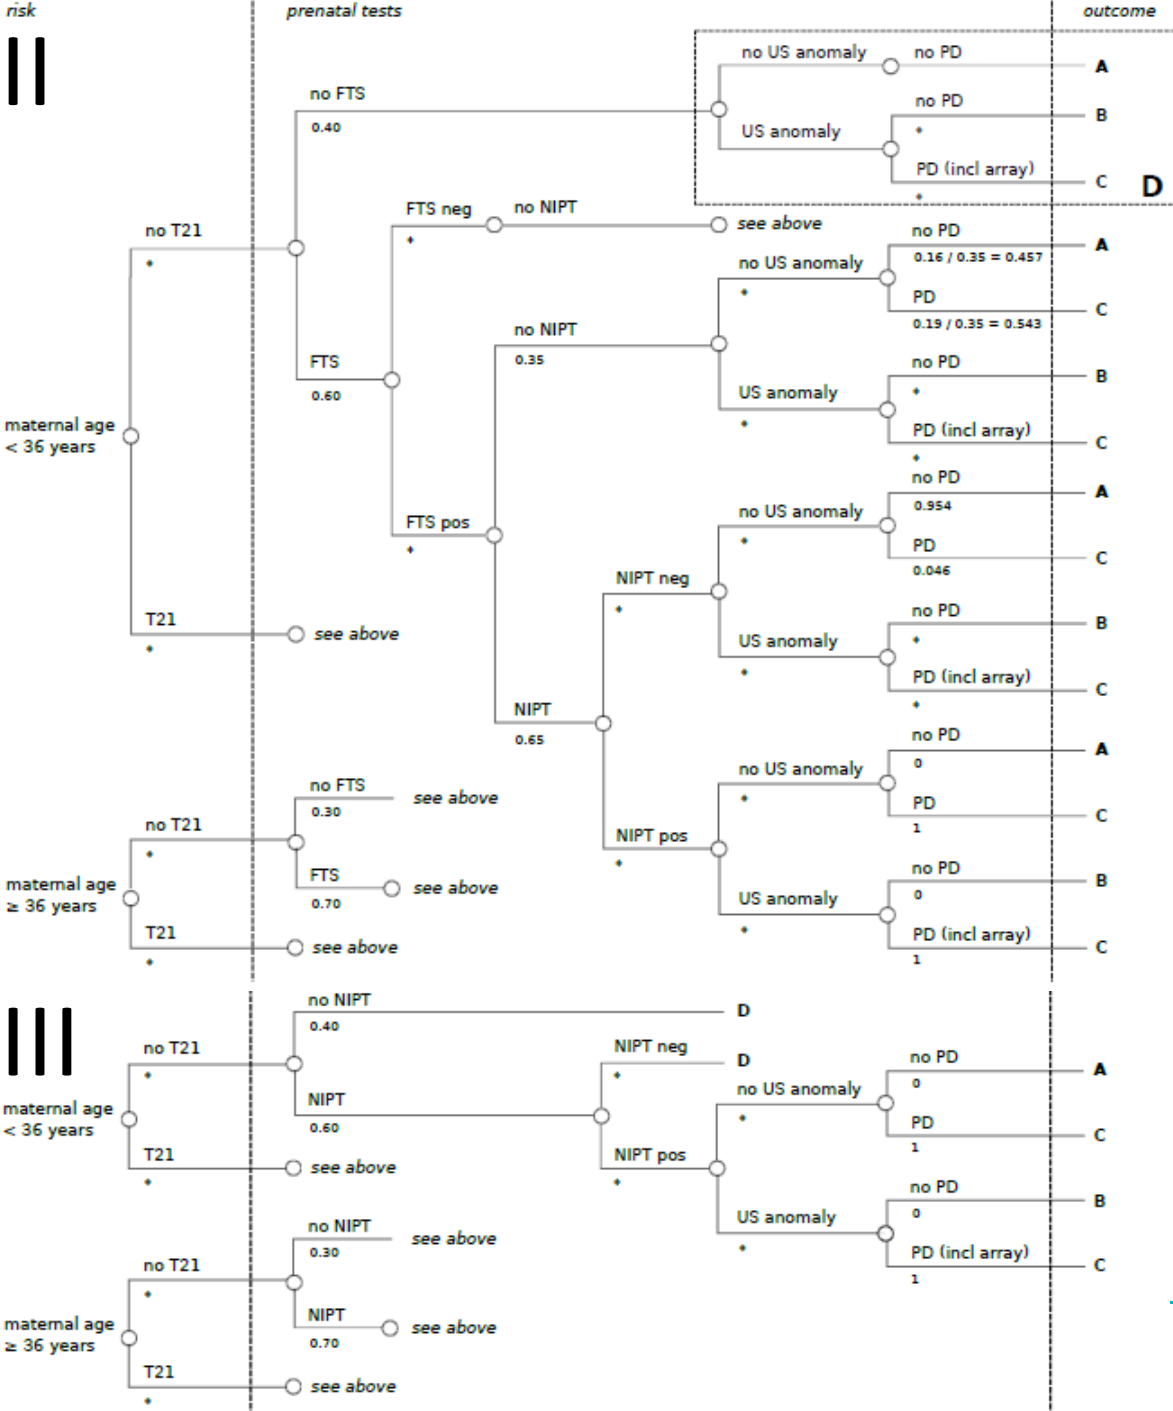 risk
prenatal tests
outcome
II
no US anomaly
no PD
A
no FTS
0.40
no PD
*
B
US anomaly
PD (incl array)
*
C
D
no T21
*
FTS neg
*
no NIPT
see above
no PD
0.16 / 0.35 = 0.457
A
no US anomaly
*
PD
0.19 / 0.35 = 0.543
C
no NIPT
0.35
FTS
0.60
no PD
*
B
US anomaly
*
PD (incl array)
*
C
maternal age
< 36 years
no PD
0.954
A
no US anomaly
*
FTS pos
*
PD
0.046
C
NIPT neg
*
no PD
*
B
T21
*
see above
US anomaly
*
PD (incl array)
*
C
NIPT
0.65
no PD
0
A
no US anomaly
*
PD
1
C
no FTS
0.30
see above
no T21
*
NIPT pos
*
no PD
0
B
FTS
0.70
see above
maternal age
≥ 36 years
US anomaly
*
PD (incl array)
1
C
T21
*
see above
III
no NIPT
0.40
D
no T21
*
NIPT neg
*
D
no PD
0
A
no US anomaly
*
NIPT
0.60
maternal age
< 36 years
PD
1
C
T21
*
see above
NIPT pos
*
no PD
0
B
US anomaly
*
PD (incl array)
1
C
no NIPT
0.30
see above
no T21
*
NIPT
0.70
see above
maternal age
≥ 36 years
T21
*
see above